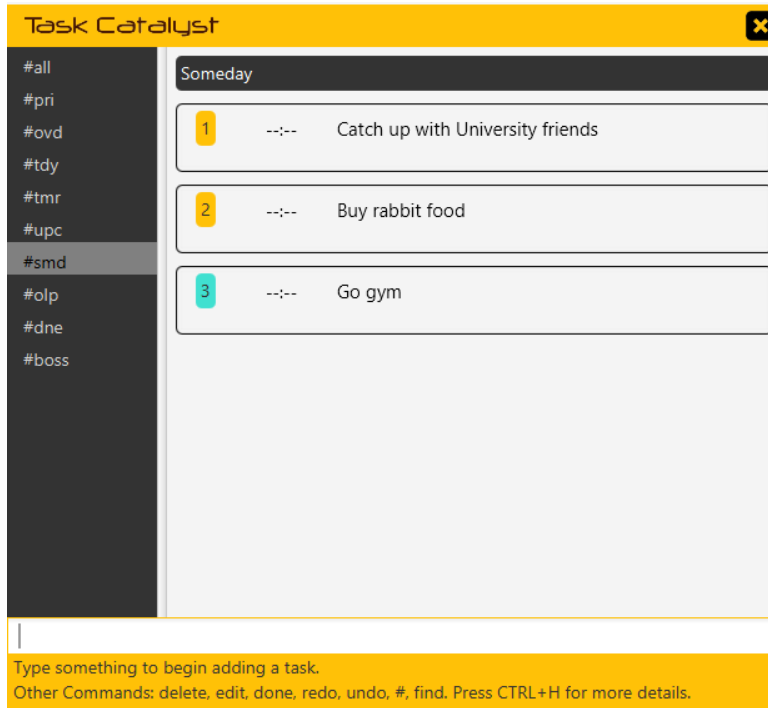 Task Catalyst
#all
#pri
#ovd
#tdy
#tmr
#upc
#smd
#olp
#dne
#boss
Someday
1 --:-- Catch up with University friends
2 --:-- Buy rabbit food
3 --:-- Go gym
Type something to begin adding a task.
Other Commands: delete, edit, done, redo, undo, #, find. Press CTRL+H for more details.